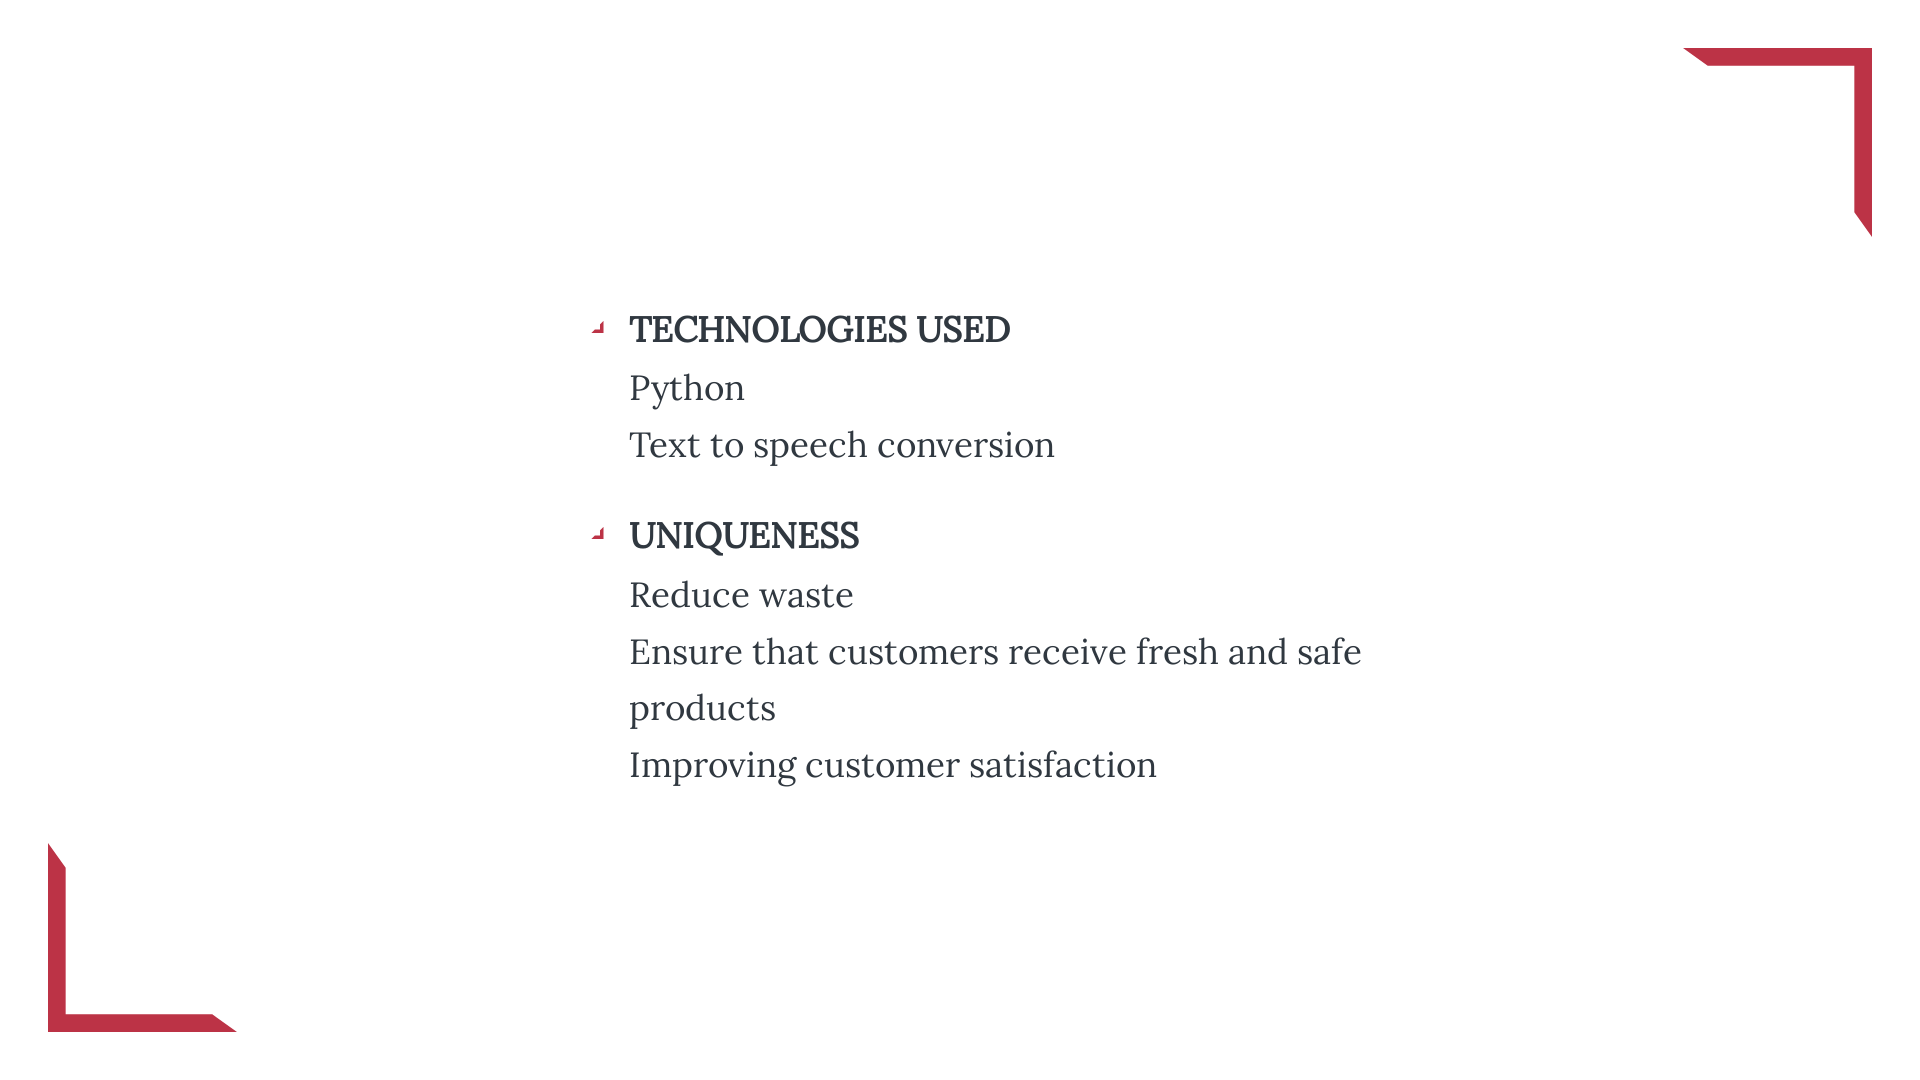 TECHNOLOGIES USED
Python
Text to speech conversion
UNIQUENESS
Reduce waste
Ensure that customers receive fresh and safe
products
Improving customer satisfaction